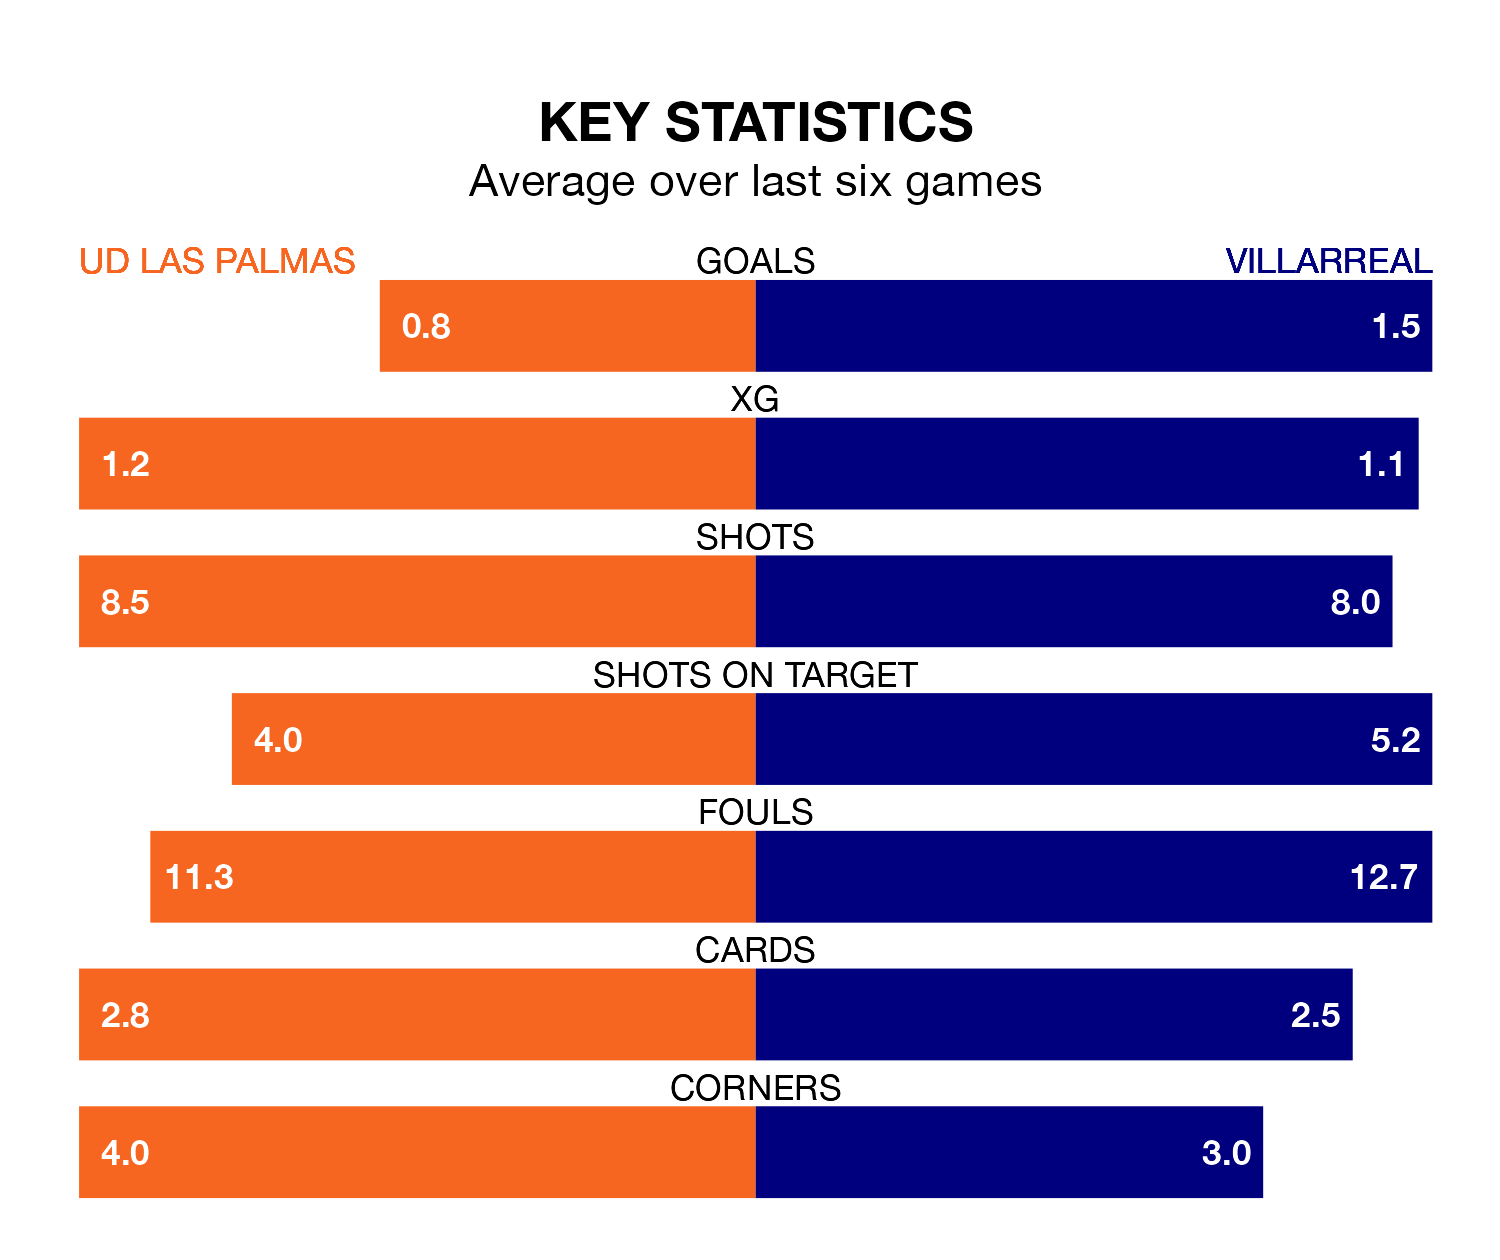 KEY STATISTICS
Average over last six games
UD LAS PALMAS GOALS VILLARREAL
0.8 1.5
XG
1.2 1.1
SHOTS
8.5 8.0
SHOTS ON TARGET
4.0 5.2
FOULS
11.3 12.7
CARDS
2.8 2.5
CORNERS
4.0 3.0